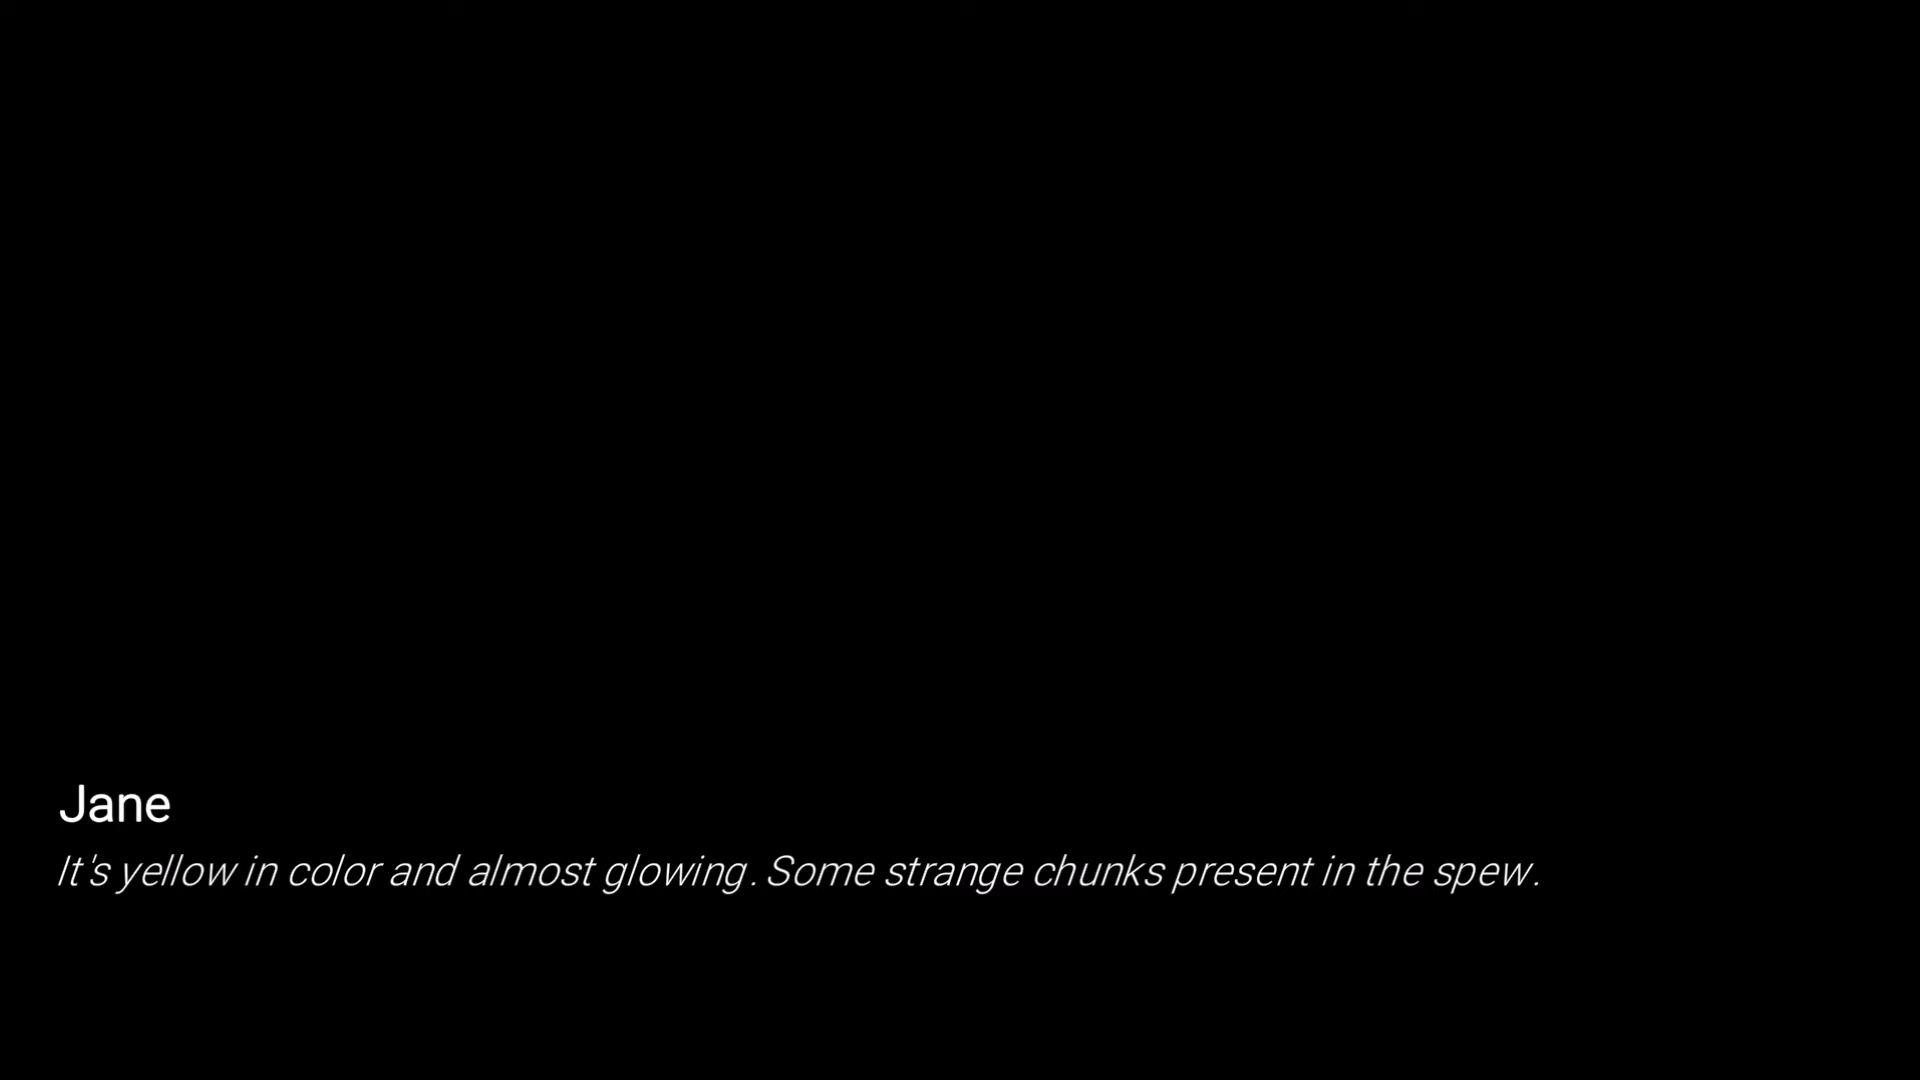 Jane
It's yellow in color and almost glowing. Some strange chunks present in the spew.